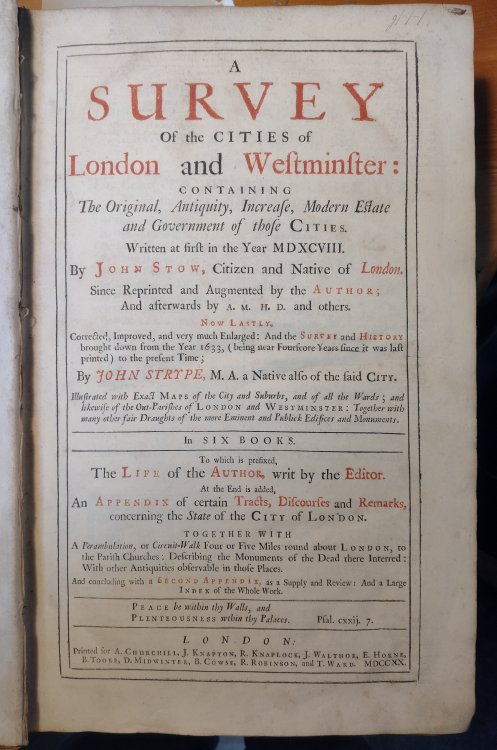 A
SURVEY
Of the CITIES of
London and Weſtminſter:
CONTAINING
The Original, Antiquity, Increaſe, Modern Eſtate
and Government of thoſe CITIES.
Written at firſt in the Year MDXCVIII.
By JOHN STOW, Citizen and Native of London.
Since Reprinted and Augmented by the AUTHOR;
And afterwards by A. M. H. D. and others.
NOW LASTLY,
Corrected, Improved, and very much Enlarged: And the SURVEY and HISTORY
brought down from the Year 1633, (being near Fourſcore Years ſince it was laſt
printed) to the preſent Time;
By JOHN STRYPE, M. A. a Native alſo of the ſaid CITY.
Illuſtrated with Exact MAPS of the City and Suburbs, and of all the Wards; and
likewiſe of the Out-Pariſhes of LONDON and WESTMINSTER: Together with
many other fair Draughts of the more Eminent and Publick Edifices and Monuments.
In SIX BOOKS.
To which is prefixed,
The LIFE of the AUTHOR, writ by the Editor.
At the End is added,
An APPENDIX of certain Tracts, Diſcourſes and Remarks,
concerning the State of the CITY of LONDON.
TOGETHER WITH
A Perambulation, or Circuit-Walk Four or Five Miles round about LONDON, to
the Pariſh Churches: Deſcribing the Monuments of the Dead there Interred:
With other Antiquities obſervable in thoſe Places.
And concluding with a SECOND APPENDIX, as a Supply and Review: And a Large
INDEX of the Whole Work.
PEACE be within thy Walls, and
PLENTEOUSNESS within thy Palaces. Pſal. cxxij. 7.
LONDON:
Printed for A. CHURCHILL, J. KNAPTON, R. KNAPLOCK, J. WALTHOE, E. HORNE,
B. TOOKE, D. MIDWINTER, B. COWSE, R. ROBINSON, and T. WARD. MDCCXX.